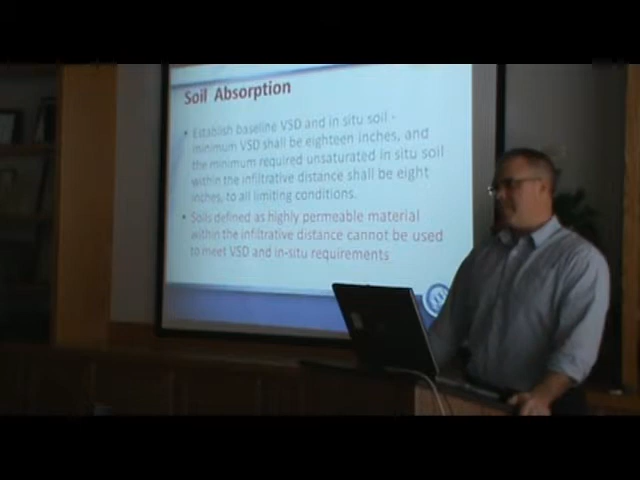 Soil Absorption
• Establish baseline VSD and in situ soil -
minimum VSD shall be eighteen inches, and
the minimum required unsaturated in situ soil
within the infiltrative distance shall be eight
inches, to all limiting conditions.
• Soils defined as highly permeable material
within the infiltrative distance cannot be used
to meet VSD and in-situ requirements